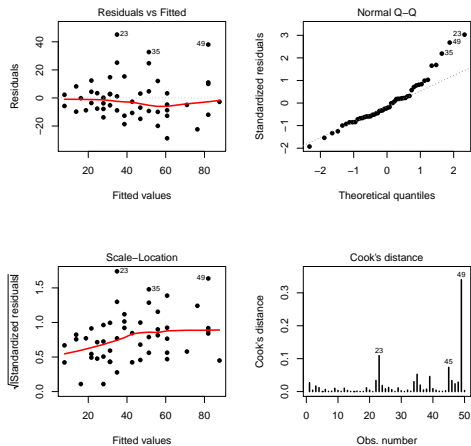 Residuals vs Fitted
Residuals
40
20
0
−20
23
35
49
20 40 60 80
Fitted values
Normal Q−Q
Standardized residuals
3
2
1
0
−1
−2
23
49
35
−2 −1 0 1 2
Theoretical quantiles
Scale−Location
√|Standardized residuals|
1.5
1.0
0.5
0.0
23
35
49
20 40 60 80
Fitted values
Cook's distance
Cook's distance
0.3
0.2
0.1
0.0
23
45
49
0 10 20 30 40 50
Obs. number